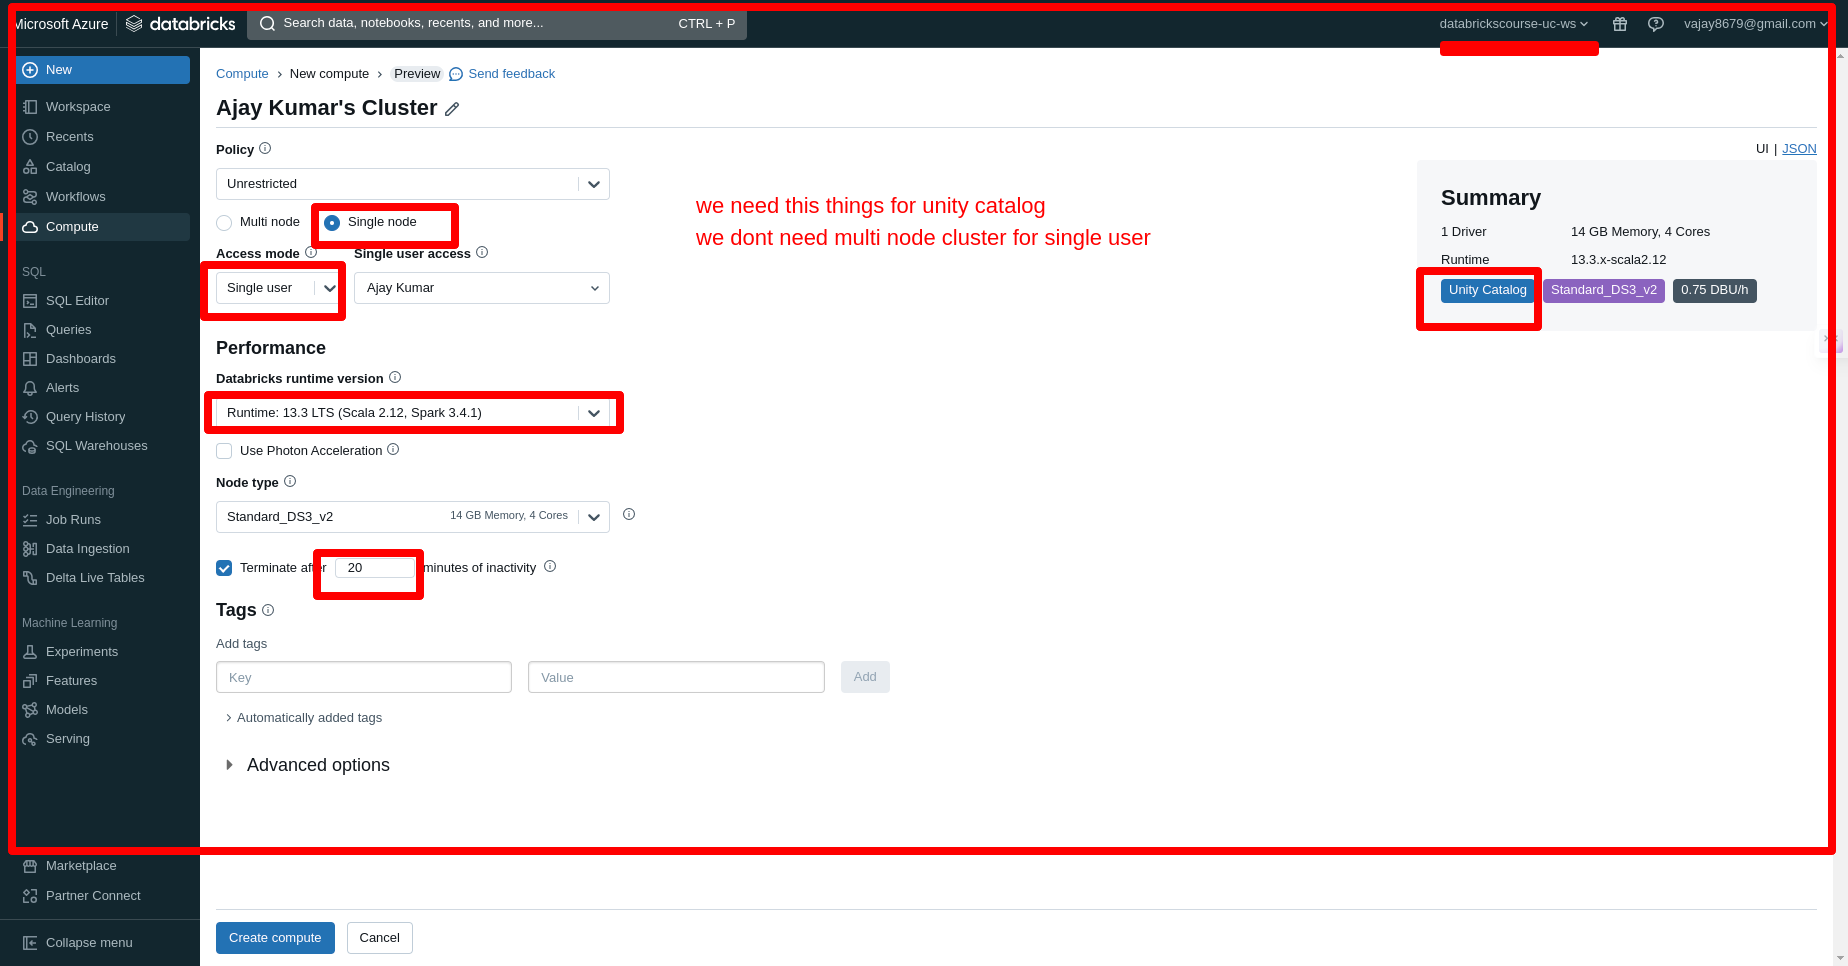 Microsoft Azure databricks Search data, notebooks, recents, and more... CTRL + P databrickscourse-uc-ws vajay8679@gmail.com
New
Workspace
Recents
Catalog
Workflows
Compute
SQL
SQL Editor
Queries
Dashboards
Alerts
Query History
SQL Warehouses
Data Engineering
Job Runs
Data Ingestion
Delta Live Tables
Machine Learning
Experiments
Features
Models
Serving
Marketplace
Partner Connect
Collapse menu
Compute New compute Preview Send feedback
Ajay Kumar's Cluster
Policy
Unrestricted
Multi node Single node
Access mode Single user access
Single user Ajay Kumar
we need this things for unity catalog
we dont need multi node cluster for single user
UI | JSON
Summary
1 Driver 14 GB Memory, 4 Cores
Runtime 13.3.x-scala2.12
Unity Catalog Standard_DS3_v2 0.75 DBU/h
Performance
Databricks runtime version
Runtime: 13.3 LTS (Scala 2.12, Spark 3.4.1)
Use Photon Acceleration
Node type
Standard_DS3_v2 14 GB Memory, 4 Cores
Terminate after 20 minutes of inactivity
Tags
Add tags
Key Value Add
Automatically added tags
Advanced options
Create compute Cancel